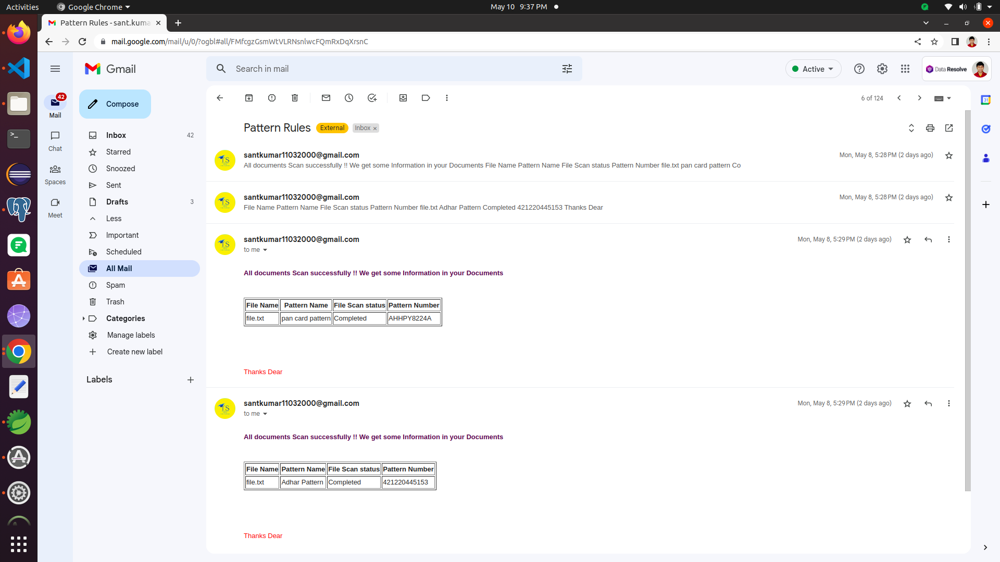 Activities
Google Chrome
May 10 9:37 PM
Pattern Rules - sant.kuma
mail.google.com/mail/u/0/?ogbl#all/FMfcgzGsmWtVLRNsnlwcFQmRxDqXrsnC
Gmail
Search in mail
Active
Data Resolve
42
Mail
Chat
Spaces
Meet
Compose
Inbox 42
Starred
Snoozed
Sent
Drafts 3
Less
Important
Scheduled
All Mail
Spam
Trash
Categories
Manage labels
Create new label
Labels
6 of 124
31
Pattern Rules External Inbox ×
santkumar11032000@gmail.com Mon, May 8, 5:28 PM (2 days ago)
All documents Scan successfully !! We get some Information in your Documents File Name Pattern Name File Scan status Pattern Number file.txt pan card pattern Co
santkumar11032000@gmail.com Mon, May 8, 5:28 PM (2 days ago)
File Name Pattern Name File Scan status Pattern Number file.txt Adhar Pattern Completed 421220445153 Thanks Dear
santkumar11032000@gmail.com Mon, May 8, 5:29 PM (2 days ago)
to me
All documents Scan successfully !! We get some Information in your Documents
File Name Pattern Name File Scan status Pattern Number
file.txt pan card pattern Completed AHHPY8224A
Thanks Dear
santkumar11032000@gmail.com Mon, May 8, 5:29 PM (2 days ago)
to me
All documents Scan successfully !! We get some Information in your Documents
File Name Pattern Name File Scan status Pattern Number
file.txt Adhar Pattern Completed 421220445153
Thanks Dear